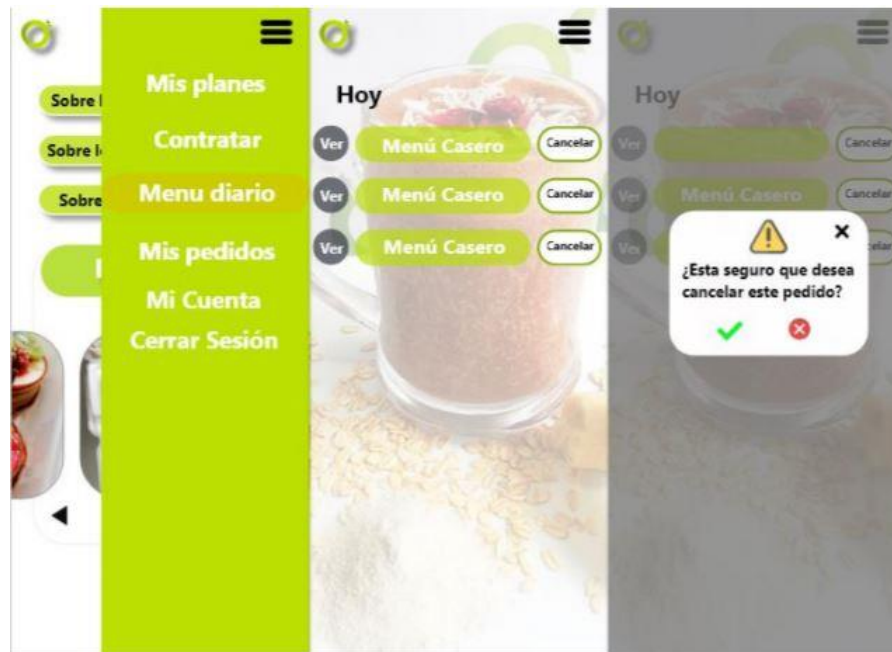 Sobre
Sobre
Sobre
Mis planes
Contratar
Menu diario
Mis pedidos
Mi Cuenta
Cerrar Sesión
Hoy
Ver Menú Casero Cancelar
Ver Menú Casero Cancelar
Ver Menú Casero Cancelar
Hoy
Ver Cancelar
Ver Menú Casero Cancelar
Ver
¿Esta seguro que desea
cancelar este pedido?